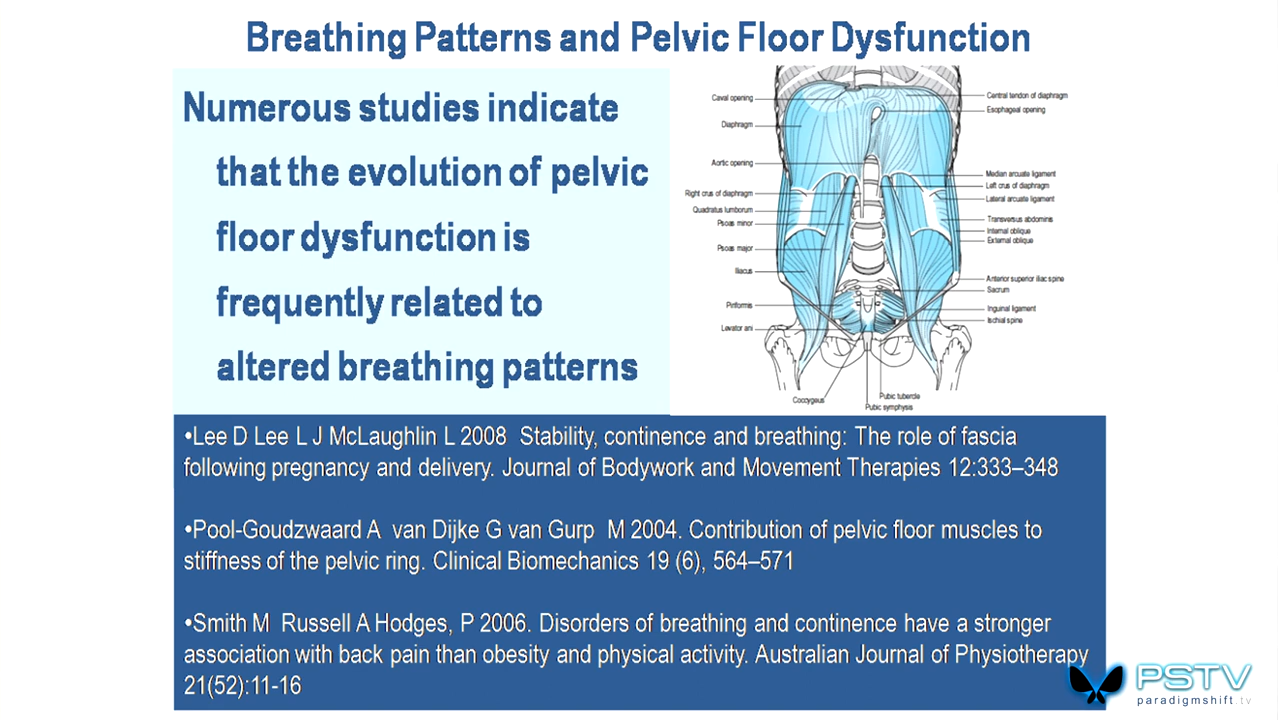 Breathing Patterns and Pelvic Floor Dysfunction
Numerous studies indicate
that the evolution of pelvic
floor dysfunction is
frequently related to
altered breathing patterns
Caval opening
Diaphragm
Aortic opening
Right crus of diaphragm
Quadratus lumborum
Psoas minor
Psoas major
Iliacus
Piriformis
Levator ani
Coccygeus
Central tendon of diaphragm
Esophageal opening
Median arcuate ligament
Left crus of diaphragm
Lateral arcuate ligament
Transversus abdominis
Internal oblique
External oblique
Anterior superior iliac spine
Sacrum
Inguinal ligament
Ischial spine
Pubic tubercle
Pubic symphysis
•Lee D Lee L J McLaughlin L 2008 Stability, continence and breathing: The role of fascia
following pregnancy and delivery. Journal of Bodywork and Movement Therapies 12:333–348
•Pool-Goudzwaard A van Dijke G van Gurp M 2004. Contribution of pelvic floor muscles to
stiffness of the pelvic ring. Clinical Biomechanics 19 (6), 564–571
•Smith M Russell A Hodges, P 2006. Disorders of breathing and continence have a stronger
association with back pain than obesity and physical activity. Australian Journal of Physiotherapy
21(52):11-16
PSTV
paradigmshift.tv